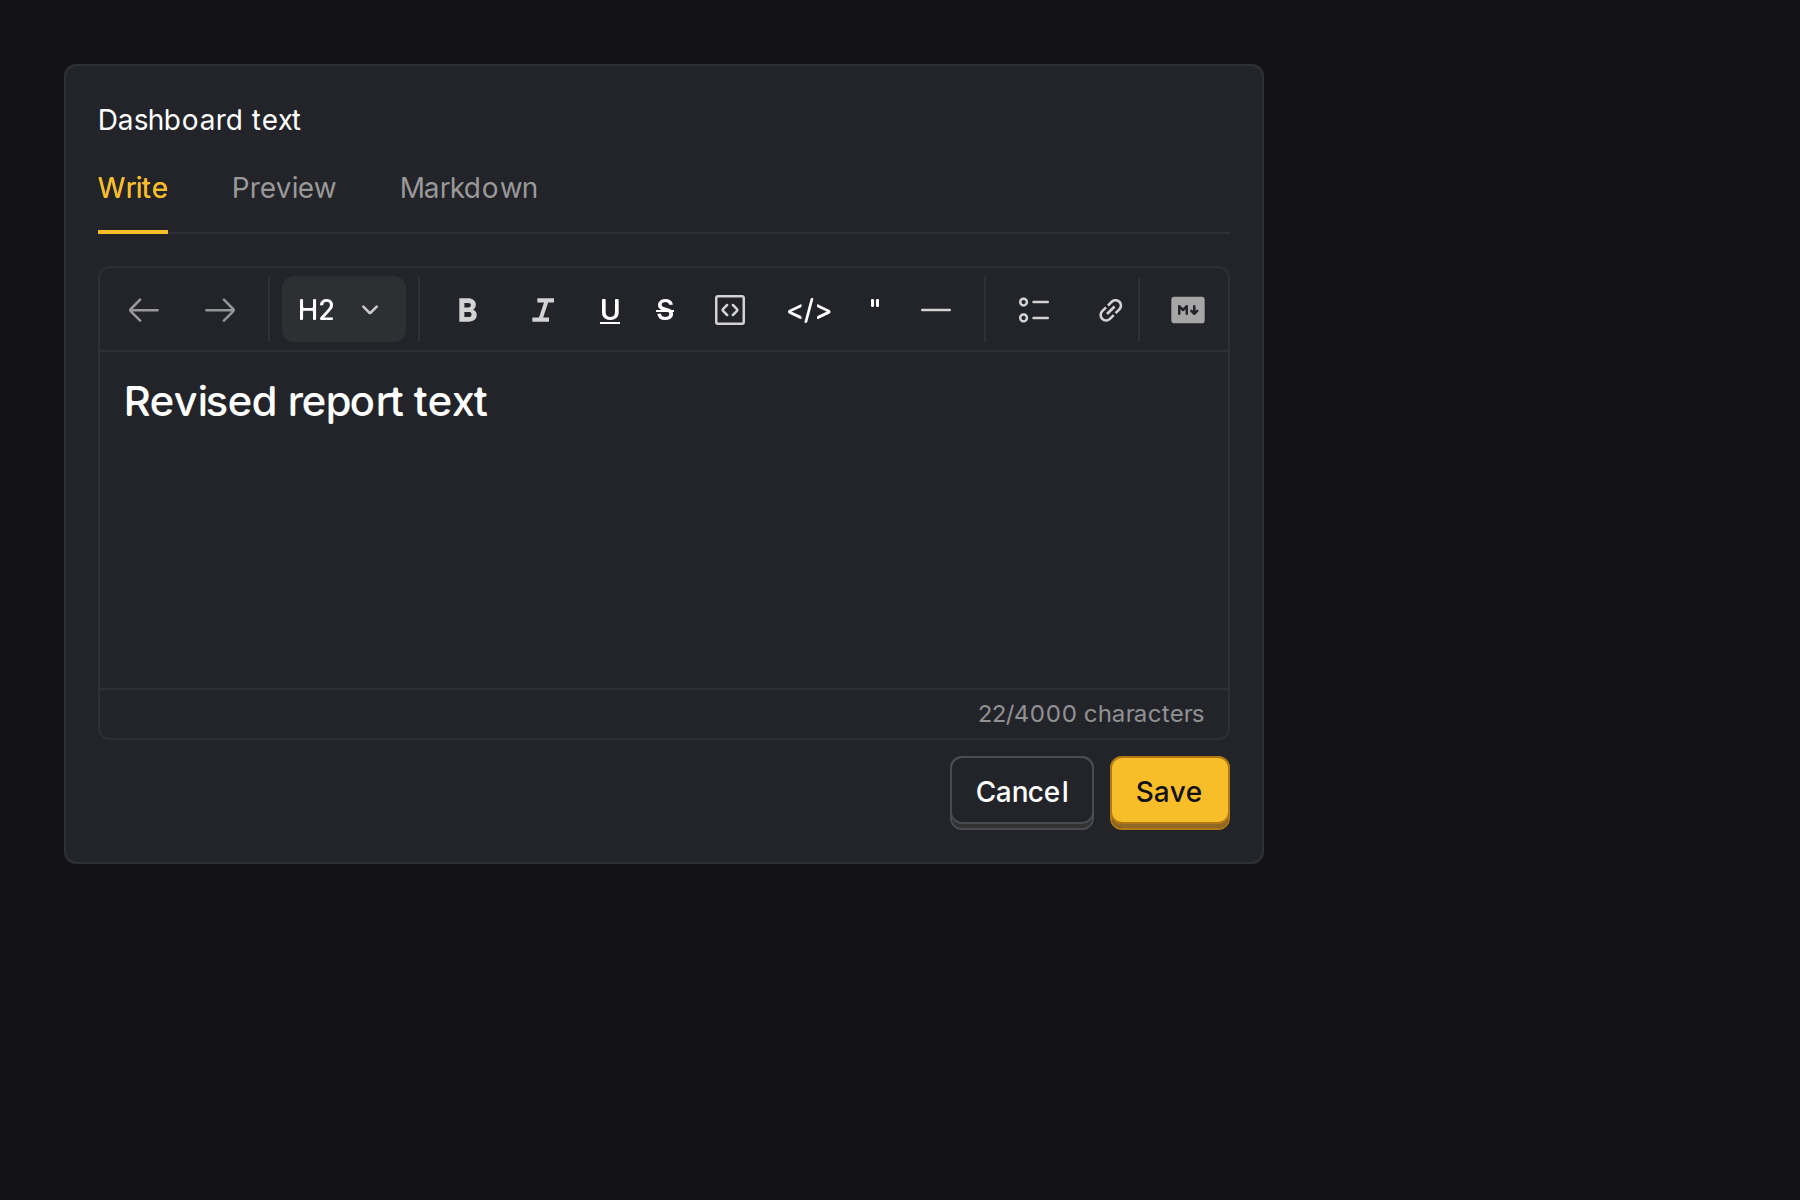 Dashboard text
Write Preview Markdown
H2 B I U S </> " —
Revised report text
22/4000 characters
Cancel Save